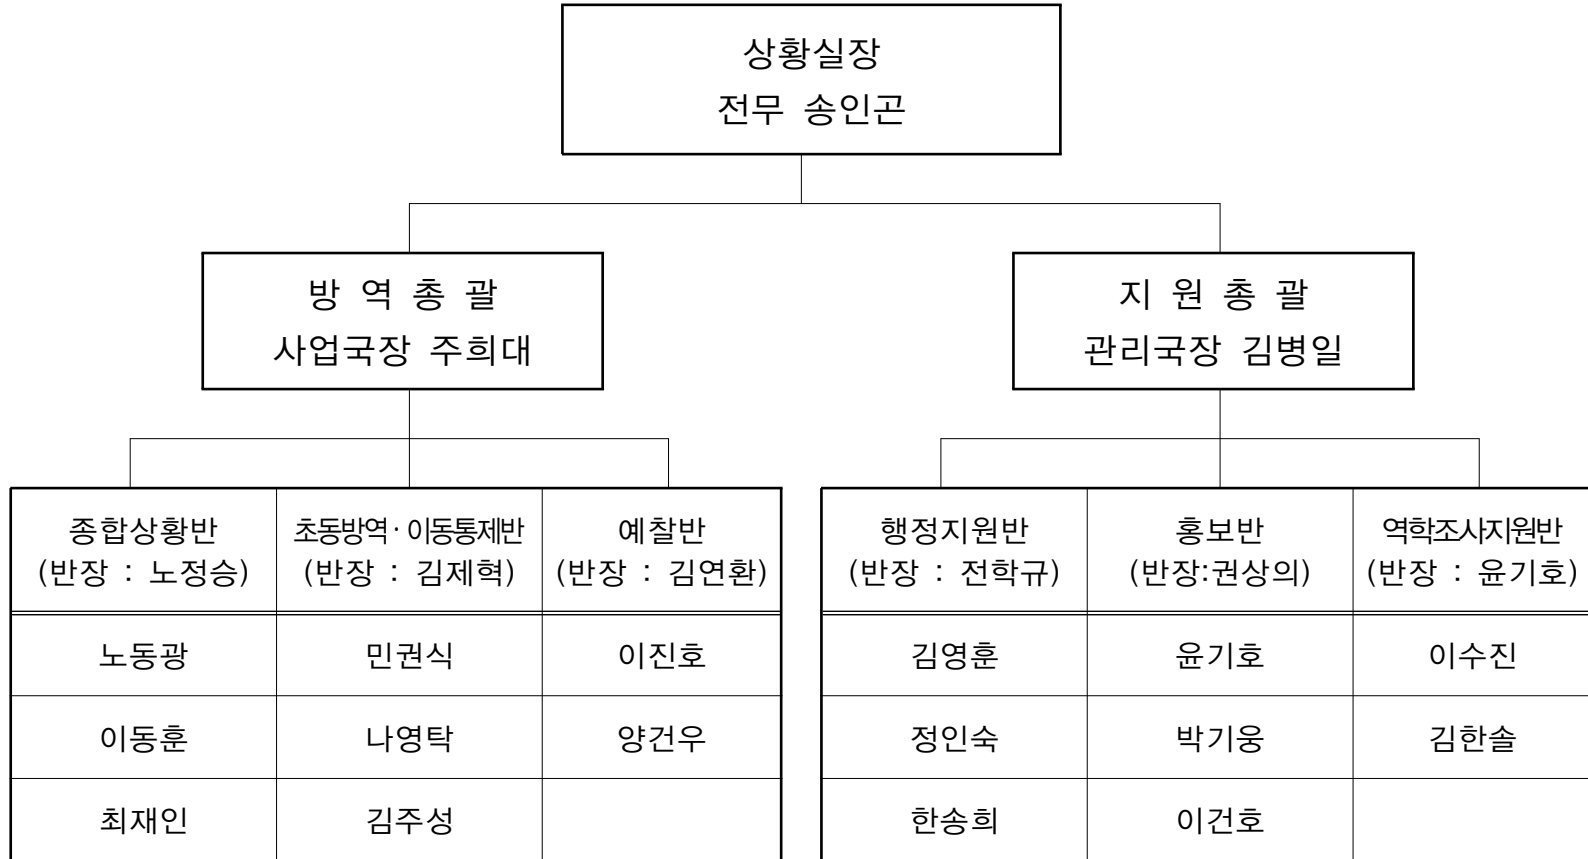 상황실장
전무 송인곤
방 역 총 괄
사업국장 주희대
지 원 총 괄
관리국장 김병일
종합상황반
(반장 : 노정승)
초동방역·이동통제반
(반장 : 김제혁)
예찰반
(반장 : 김연환)
노동광 민권식 이진호
이동훈 나영탁 양건우
최재인 김주성
행정지원반
(반장 : 전학규)
홍보반
(반장:권상의)
역학조사지원반
(반장 : 윤기호)
김영훈 윤기호 이수진
정인숙 박기웅 김한솔
한송희 이건호